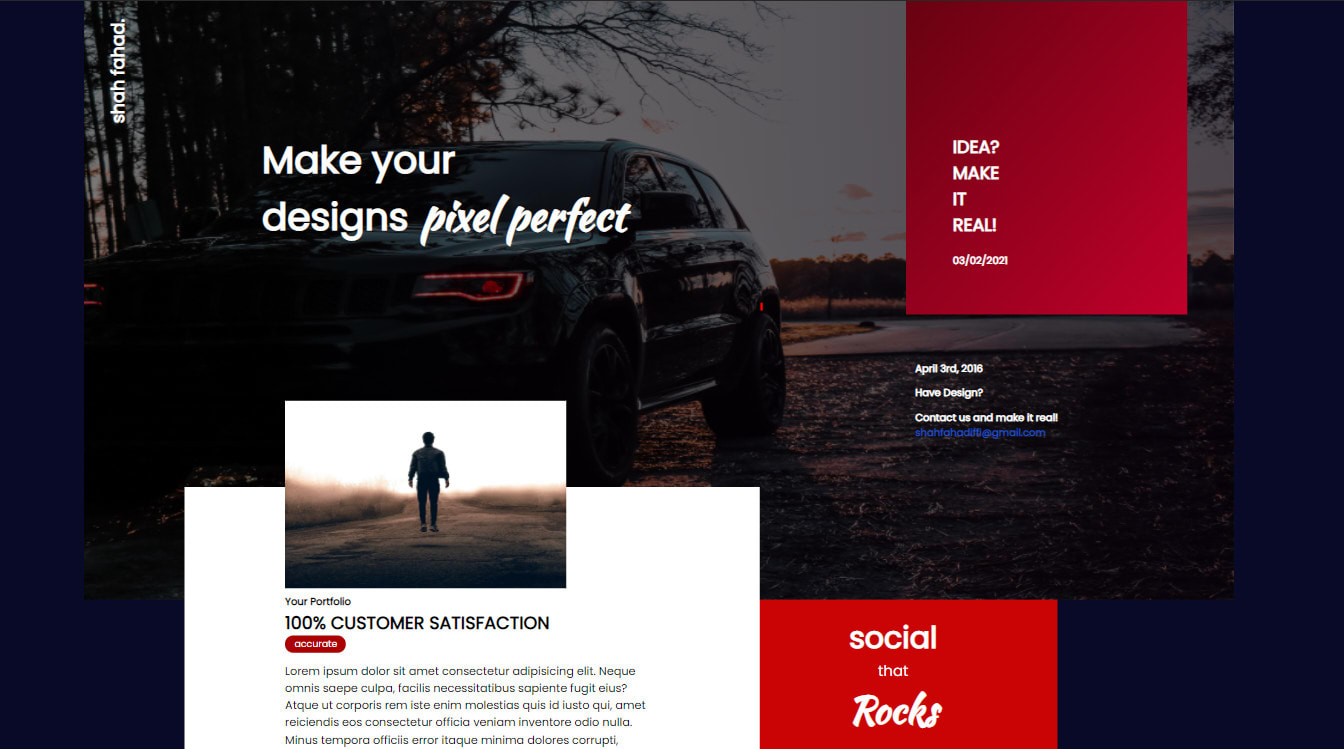 shah fahad.
Make your
designs pixel perfect
IDEA?
MAKE
IT
REAL!
03/02/2021
April 3rd, 2016
Have Design?
Contact us and make it real!
shahfahadifti@gmail.com
Your Portfolio
100% CUSTOMER SATISFACTION
accurate
Lorem ipsum dolor sit amet consectetur adipisicing elit. Neque
omnis saepe culpa, facilis necessitatibus sapiente fugit eius?
Atque ut corporis rem iste enim molestias quis id iusto qui, amet
reiciendis eos consectetur officia veniam inventore odio nulla.
Minus tempora officiis error itaque minima dolores corrupti,
social
that
Rocks